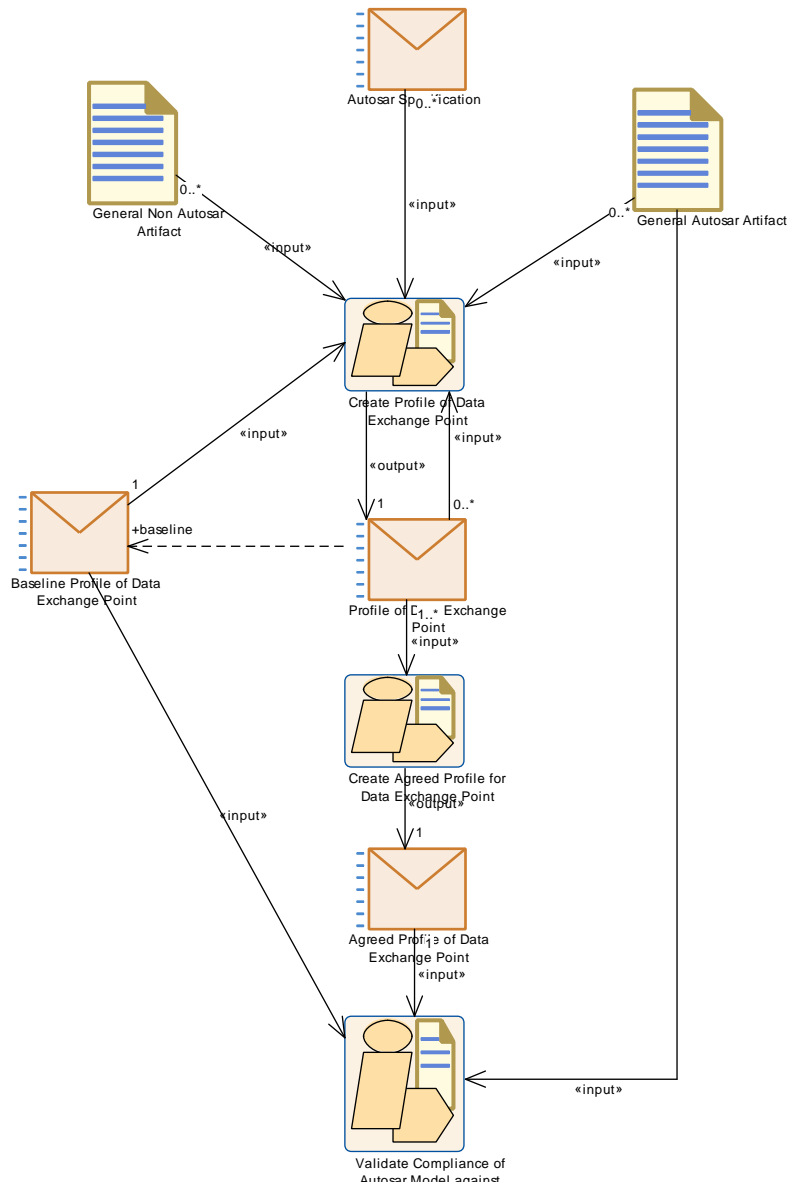 Autosar Specification
0..*
0..*
General Non Autosar
Artifact
«input»
«input»
0..*
General Autosar Artifact
«input»
Create Profile of Data
Exchange Point
«input»
«input»
«output»
1
0..*
1
+baseline
Baseline Profile of Data
Exchange Point
Profile of Data Exchange
Point
1..*
«input»
Create Agreed Profile for
Data Exchange Point
«output»
1
«input»
Agreed Profile of Data
Exchange Point
1
«input»
«input»
Validate Compliance of
Autosar Model against